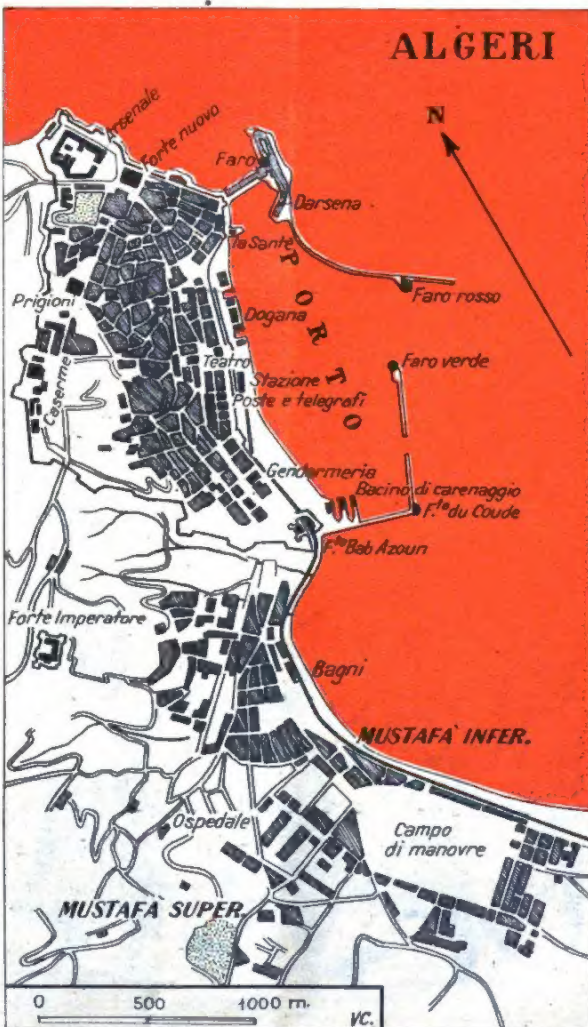 ALGERI
N
Arsenale
Forte nuovo
Faro
Darsena
la Santé
PORTO
Faro rosso
Prigioni
Dogana
Caserme
Teatro
Faro verde
Stazione
Poste e telegrafi
Gendarmeria
Bacino di carenaggio
F.te du Coude
F.te Bab Azoun
Forte Imperatore
Bagni
MUSTAFÀ INFER.
Ospedale
Campo
di manovre
MUSTAFÀ SUPER.
0 500 1000 m.
VC.